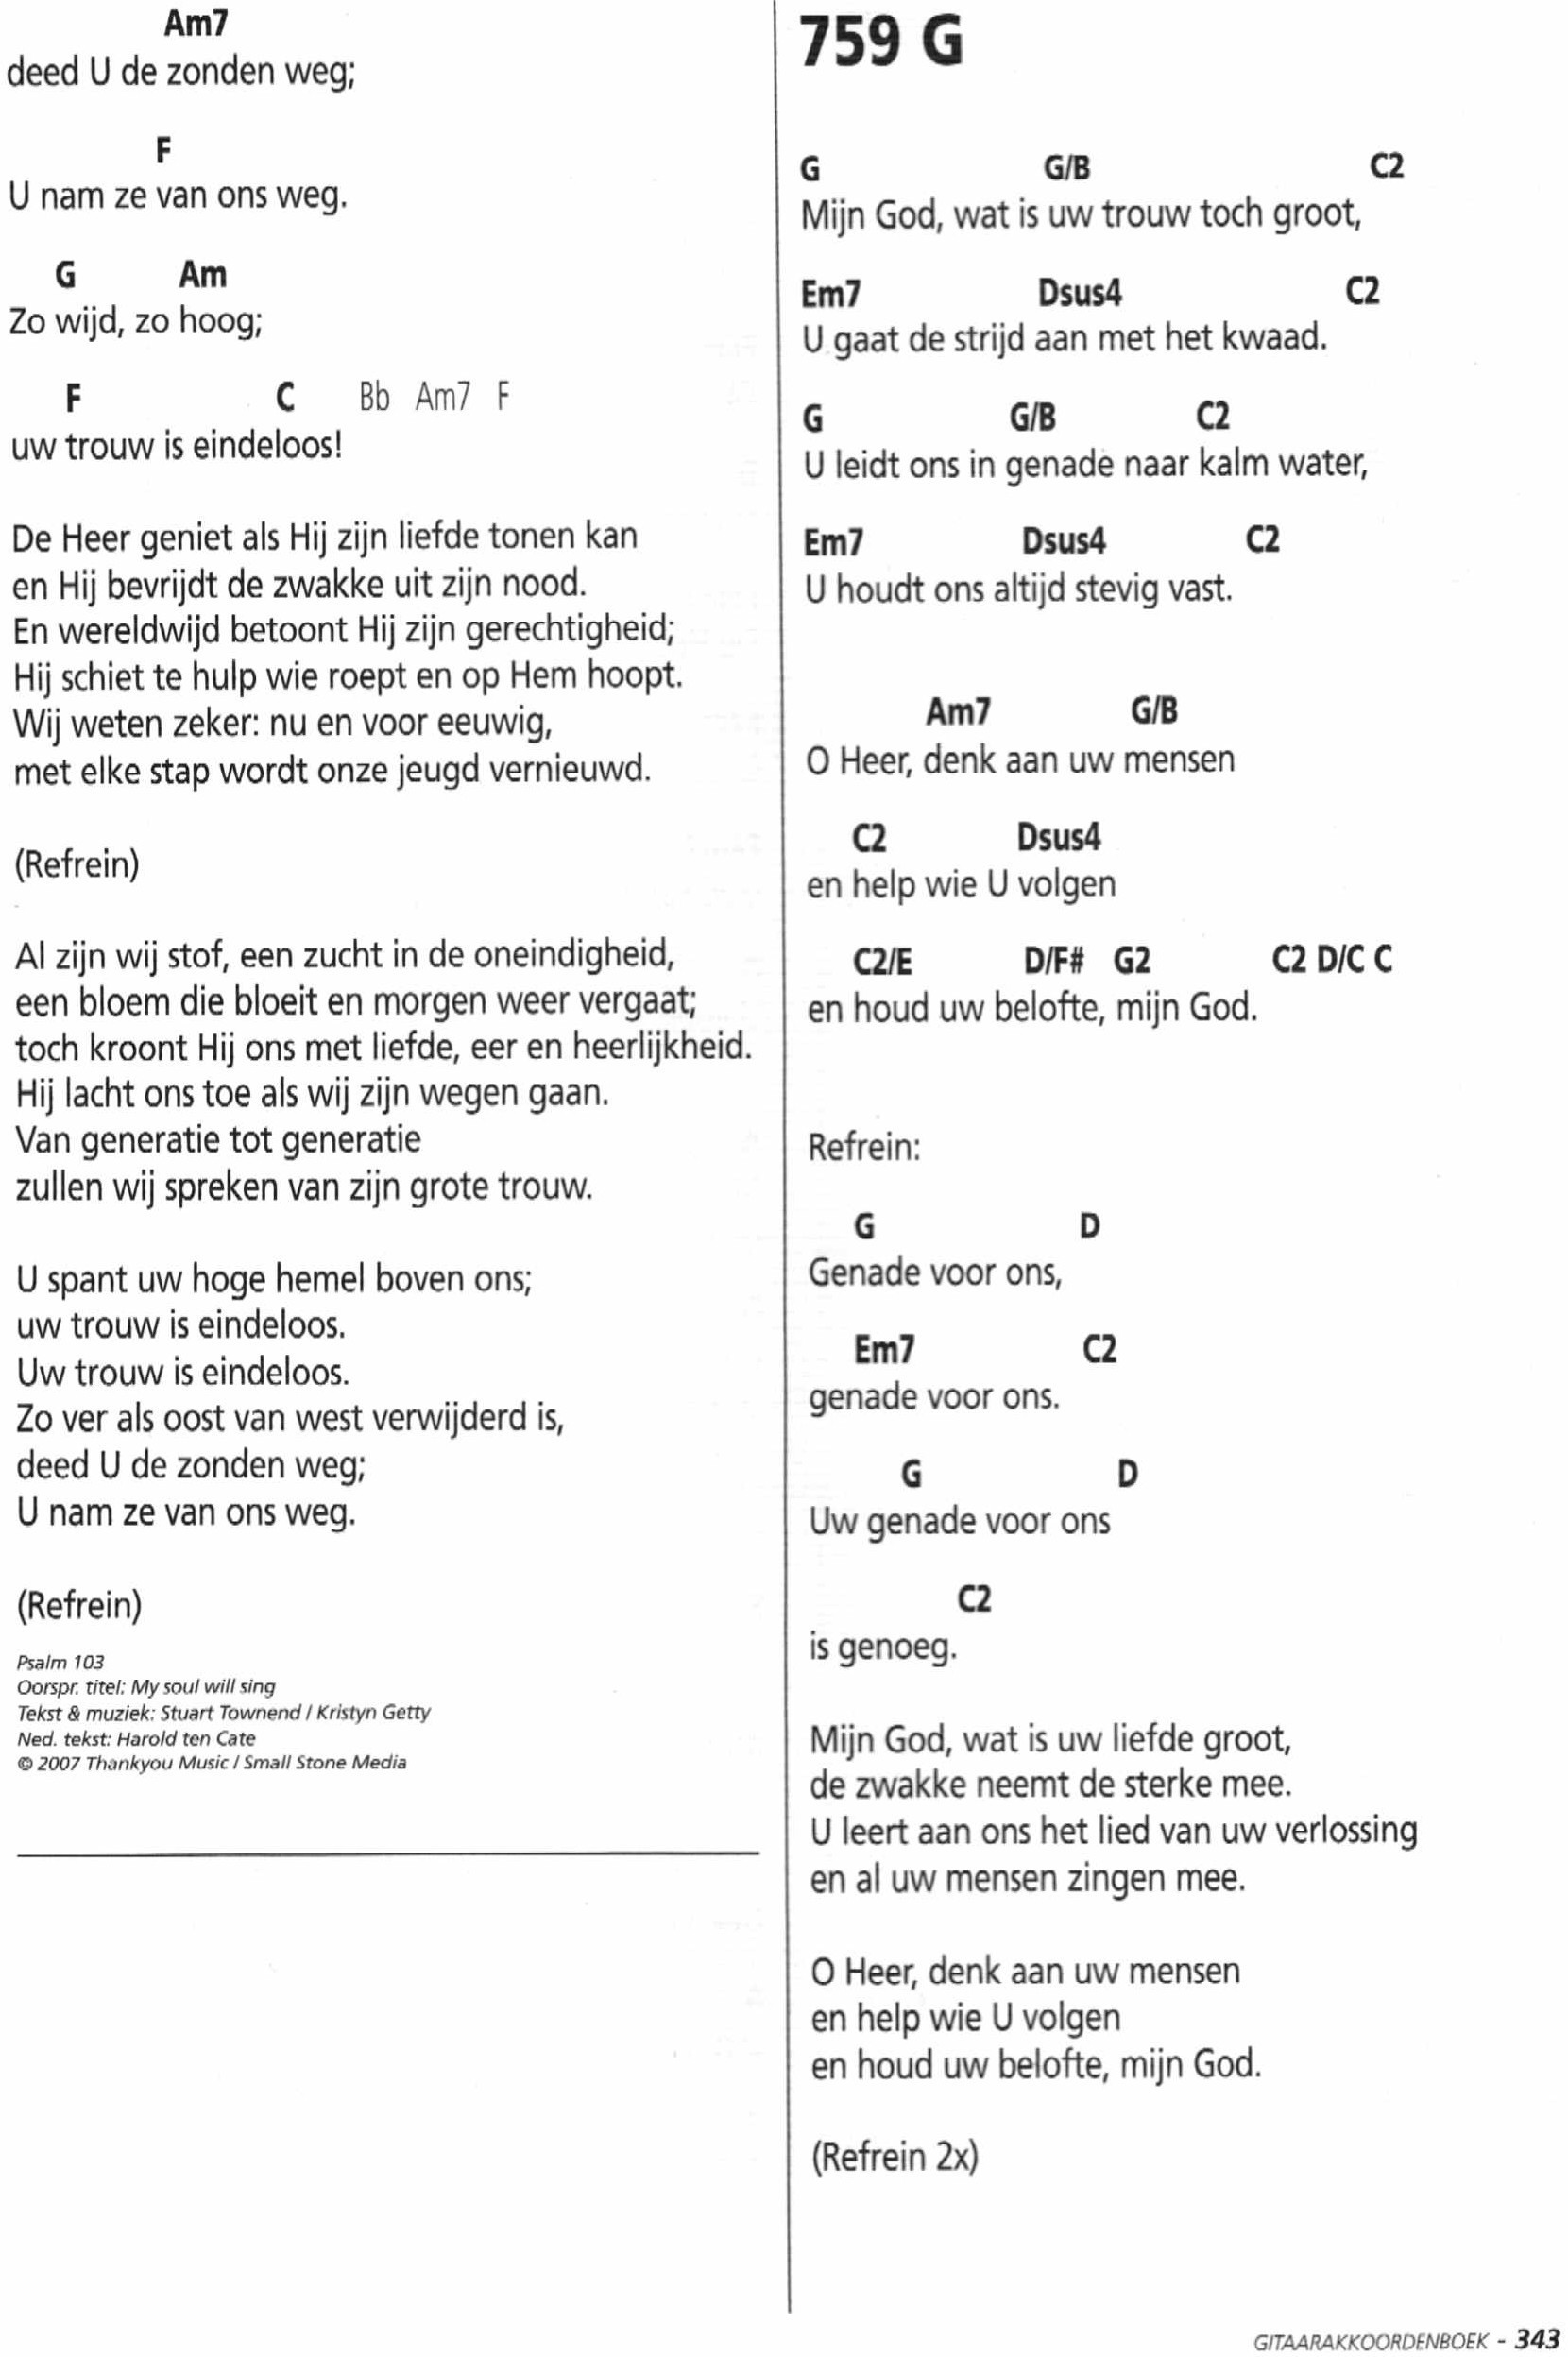 Am7
deed U de zonden weg;
F
U nam ze van ons weg.
G Am
Zo wijd, zo hoog;
F C Bb Am7 F
uw trouw is eindeloos!
De Heer geniet als Hij zijn liefde tonen kan
en Hij bevrijdt de zwakke uit zijn nood.
En wereldwijd betoont Hij zijn gerechtigheid;
Hij schiet te hulp wie roept en op Hem hoopt.
Wij weten zeker: nu en voor eeuwig,
met elke stap wordt onze jeugd vernieuwd.
(Refrein)
Al zijn wij stof, een zucht in de oneindigheid,
een bloem die bloeit en morgen weer vergaat;
toch kroont Hij ons met liefde, eer en heerlijkheid.
Hij lacht ons toe als wij zijn wegen gaan.
Van generatie tot generatie
zullen wij spreken van zijn grote trouw.
U spant uw hoge hemel boven ons;
uw trouw is eindeloos.
Uw trouw is eindeloos.
Zo ver als oost van west verwijderd is,
deed U de zonden weg;
U nam ze van ons weg.
(Refrein)
Psalm 103
Oorspr. titel: My soul will sing
Tekst & muziek: Stuart Townend / Kristyn Getty
Ned. tekst: Harold ten Cate
© 2007 Thankyou Music / Small Stone Media
759 G
G G/B C2
Mijn God, wat is uw trouw toch groot,
Em7 Dsus4 C2
U gaat de strijd aan met het kwaad.
G G/B C2
U leidt ons in genade naar kalm water,
Em7 Dsus4 C2
U houdt ons altijd stevig vast.
Am7 G/B
O Heer, denk aan uw mensen
C2 Dsus4
en help wie U volgen
C2/E D/F# G2 C2 D/C C
en houd uw belofte, mijn God.
Refrein:
G D
Genade voor ons,
Em7 C2
genade voor ons.
G D
Uw genade voor ons
C2
is genoeg.
Mijn God, wat is uw liefde groot,
de zwakke neemt de sterke mee.
U leert aan ons het lied van uw verlossing
en al uw mensen zingen mee.
O Heer, denk aan uw mensen
en help wie U volgen
en houd uw belofte, mijn God.
(Refrein 2x)
GITAARAKKOORDENBOEK - 343